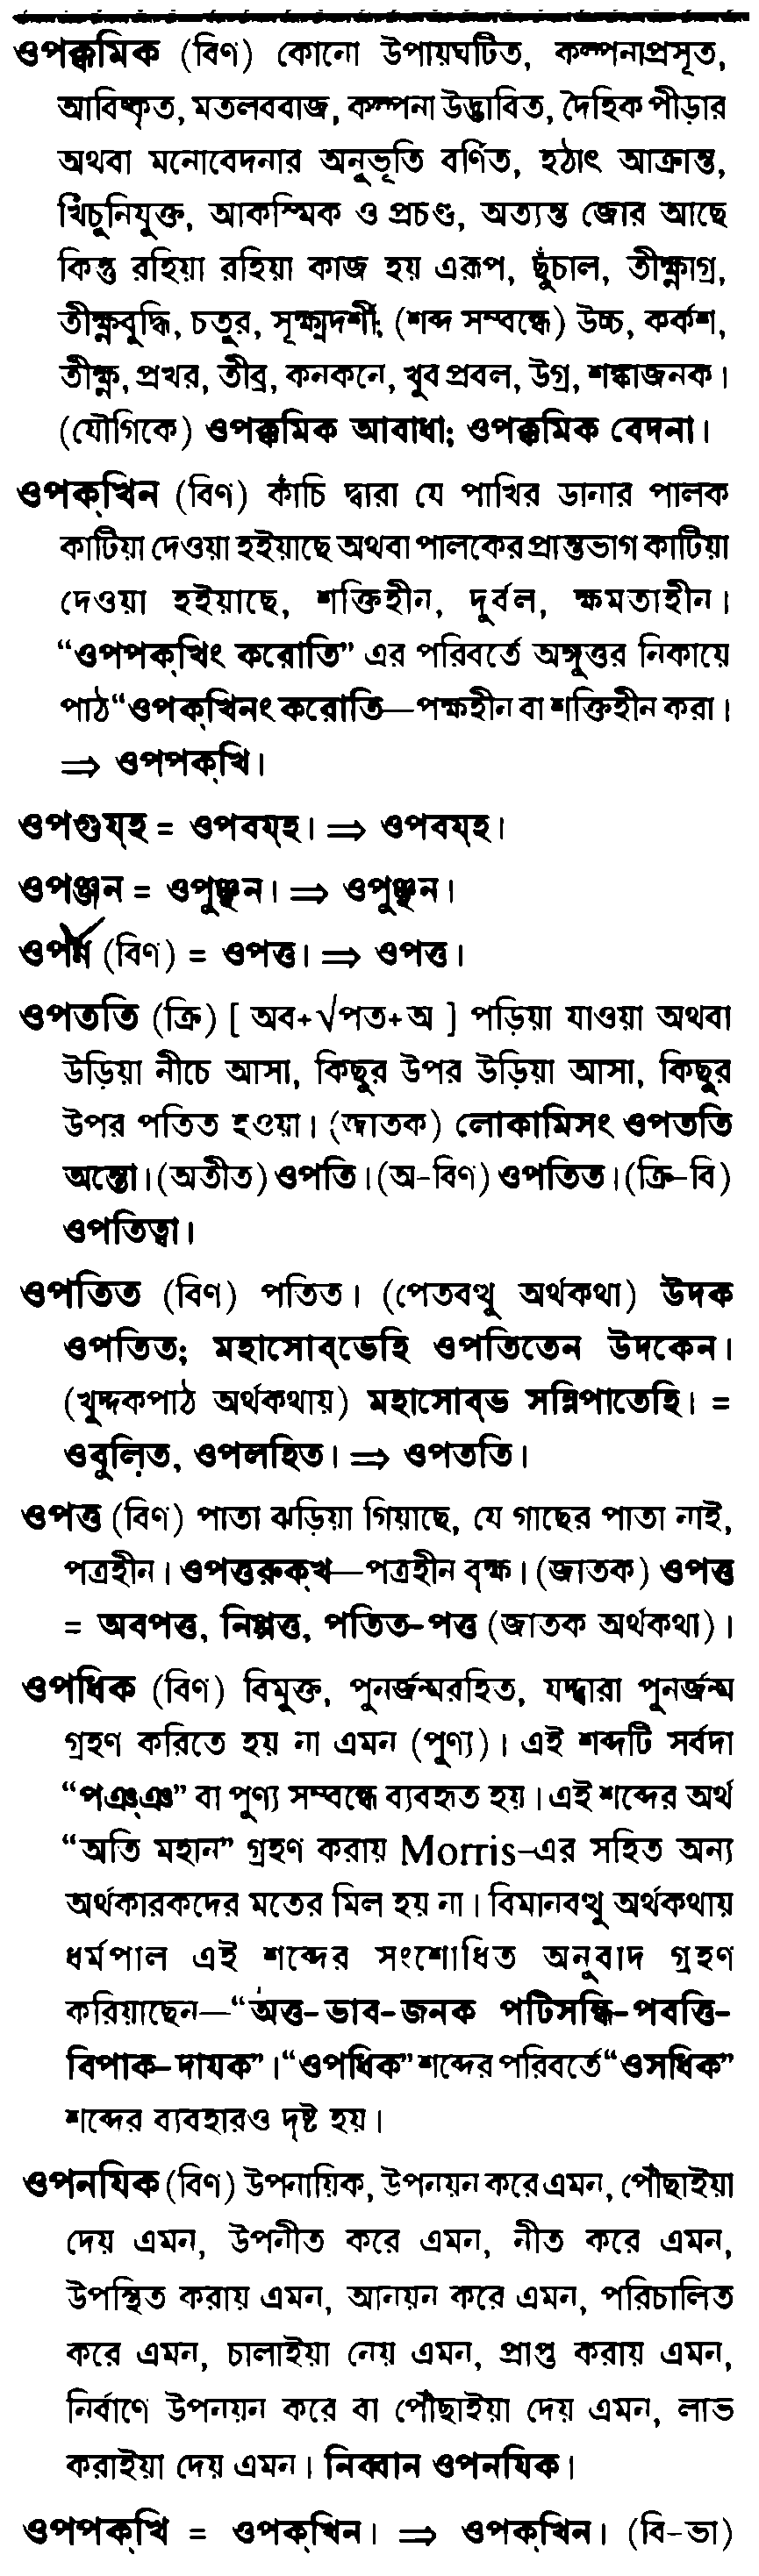 ওপক্কমিক (বিণ) কোনো উপায়ঘটিত, কল্পনাপ্রসূত,
আবিষ্কৃত, মতলববাজ, কল্পনা উদ্ভাবিত, দৈহিক পীড়ার
অথবা মনোবেদনার অনুভূতি বর্ণিত, হঠাৎ আক্রান্ত,
খিঁচুনিযুক্ত, আকস্মিক ও প্রচণ্ড, অত্যন্ত জোর আছে
কিন্তু রহিয়া রহিয়া কাজ হয় এরূপ, ছুঁচাল, তীক্ষ্ণাগ্র,
তীক্ষ্ণবুদ্ধি, চতুর, সূক্ষ্মদর্শী; (শব্দ সম্বন্ধে) উচ্চ, কর্কশ,
তীক্ষ্ণ, প্রখর, তীব্র, কনকনে, খুব প্রবল, উগ্র, শঙ্কাজনক।
(যৌগিকে) ওপক্কমিক আবাধা; ওপক্কমিক বেদনা।
ওপক্‌খিন (বিণ) কাঁচি দ্বারা যে পাখির ডানার পালক
কাটিয়া দেওয়া হইয়াছে অথবা পালকের প্রান্তভাগ কাটিয়া
দেওয়া হইয়াছে, শক্তিহীন, দুর্বল, ক্ষমতাহীন।
“ওপপক্‌খিং করোতি” এর পরিবর্তে অঙ্গুত্তর নিকায়ে
পাঠ “ওপক্‌খিনং করোতি—পক্ষহীন বা শক্তিহীন করা।
⇒ ওপপক্‌খি।
ওপগুয্‌হ = ওপবয্‌হ। ⇒ ওপবয্‌হ।
ওপঞ্জন = ওপুঞ্ছন। ⇒ ওপুঞ্ছন।
(বিণ) = ওপত্ত। ⇒ ওপত্ত।
ওপততি (ক্রি) [ অব+√পত+অ ] পড়িয়া যাওয়া অথবা
উড়িয়া নীচে আসা, কিছুর উপর উড়িয়া আসা, কিছুর
উপর পতিত হওয়া। (জাতক) লোকামিসং ওপততি
অন্তো। (অতীত) ওপতি। (অ-বিণ) ওপতিত। (ক্রি-বি)
ওপতিত্বা।
ওপতিত (বিণ) পতিত। (পেতবত্থু অর্থকথা) উদক
ওপতিত; মহাসোব্‌ভেহি ওপতিতেন উদকেন।
(খুদ্দকপাঠ অর্থকথায়) মহাসোব্‌ভ সন্নিপাতেহি। =
ওবুল়িত, ওপলহিত। ⇒ ওপততি।
ওপত্ত (বিণ) পাতা ঝড়িয়া গিয়াছে, যে গাছের পাতা নাই,
পত্রহীন। ওপত্তরুক্‌খ—পত্রহীন বৃক্ষ। (জাতক) ওপত্ত
= অবপত্ত, নিপ্পত্ত, পতিত-পত্ত (জাতক অর্থকথা)।
ওপধিক (বিণ) বিমুক্ত, পুনর্জন্মরহিত, যদ্দ্বারা পুনর্জন্ম
গ্রহণ করিতে হয় না এমন (পুণ্য)। এই শব্দটি সর্বদা
“পঞ্‌ঞ” বা পুণ্য সম্বন্ধে ব্যবহৃত হয়। এই শব্দের অর্থ
“অতি মহান” গ্রহণ করায় Morris-এর সহিত অন্য
অর্থকারকদের মতের মিল হয় না। বিমানবত্থু অর্থকথায়
ধর্মপাল এই শব্দের সংশোধিত অনুবাদ গ্রহণ
করিয়াছেন—“অত্ত-ভাব-জনক পটিসন্ধি-পবত্তি-
বিপাক-দাযক”। “ওপধিক” শব্দের পরিবর্তে “ওসধিক”
শব্দের ব্যবহারও দৃষ্ট হয়।
ওপনযিক (বিণ) উপনায়িক, উপনয়ন করে এমন, পৌঁছাইয়া
দেয় এমন, উপনীত করে এমন, নীত করে এমন,
উপস্থিত করায় এমন, আনয়ন করে এমন, পরিচালিত
করে এমন, চালাইয়া নেয় এমন, প্রাপ্ত করায় এমন,
নির্বাণে উপনয়ন করে বা পৌঁছাইয়া দেয় এমন, লাভ
করাইয়া দেয় এমন। নিব্বান ওপনযিক।
ওপপক্‌খি = ওপক্‌খিন। ⇒ ওপক্‌খিন। (বি-ভা)